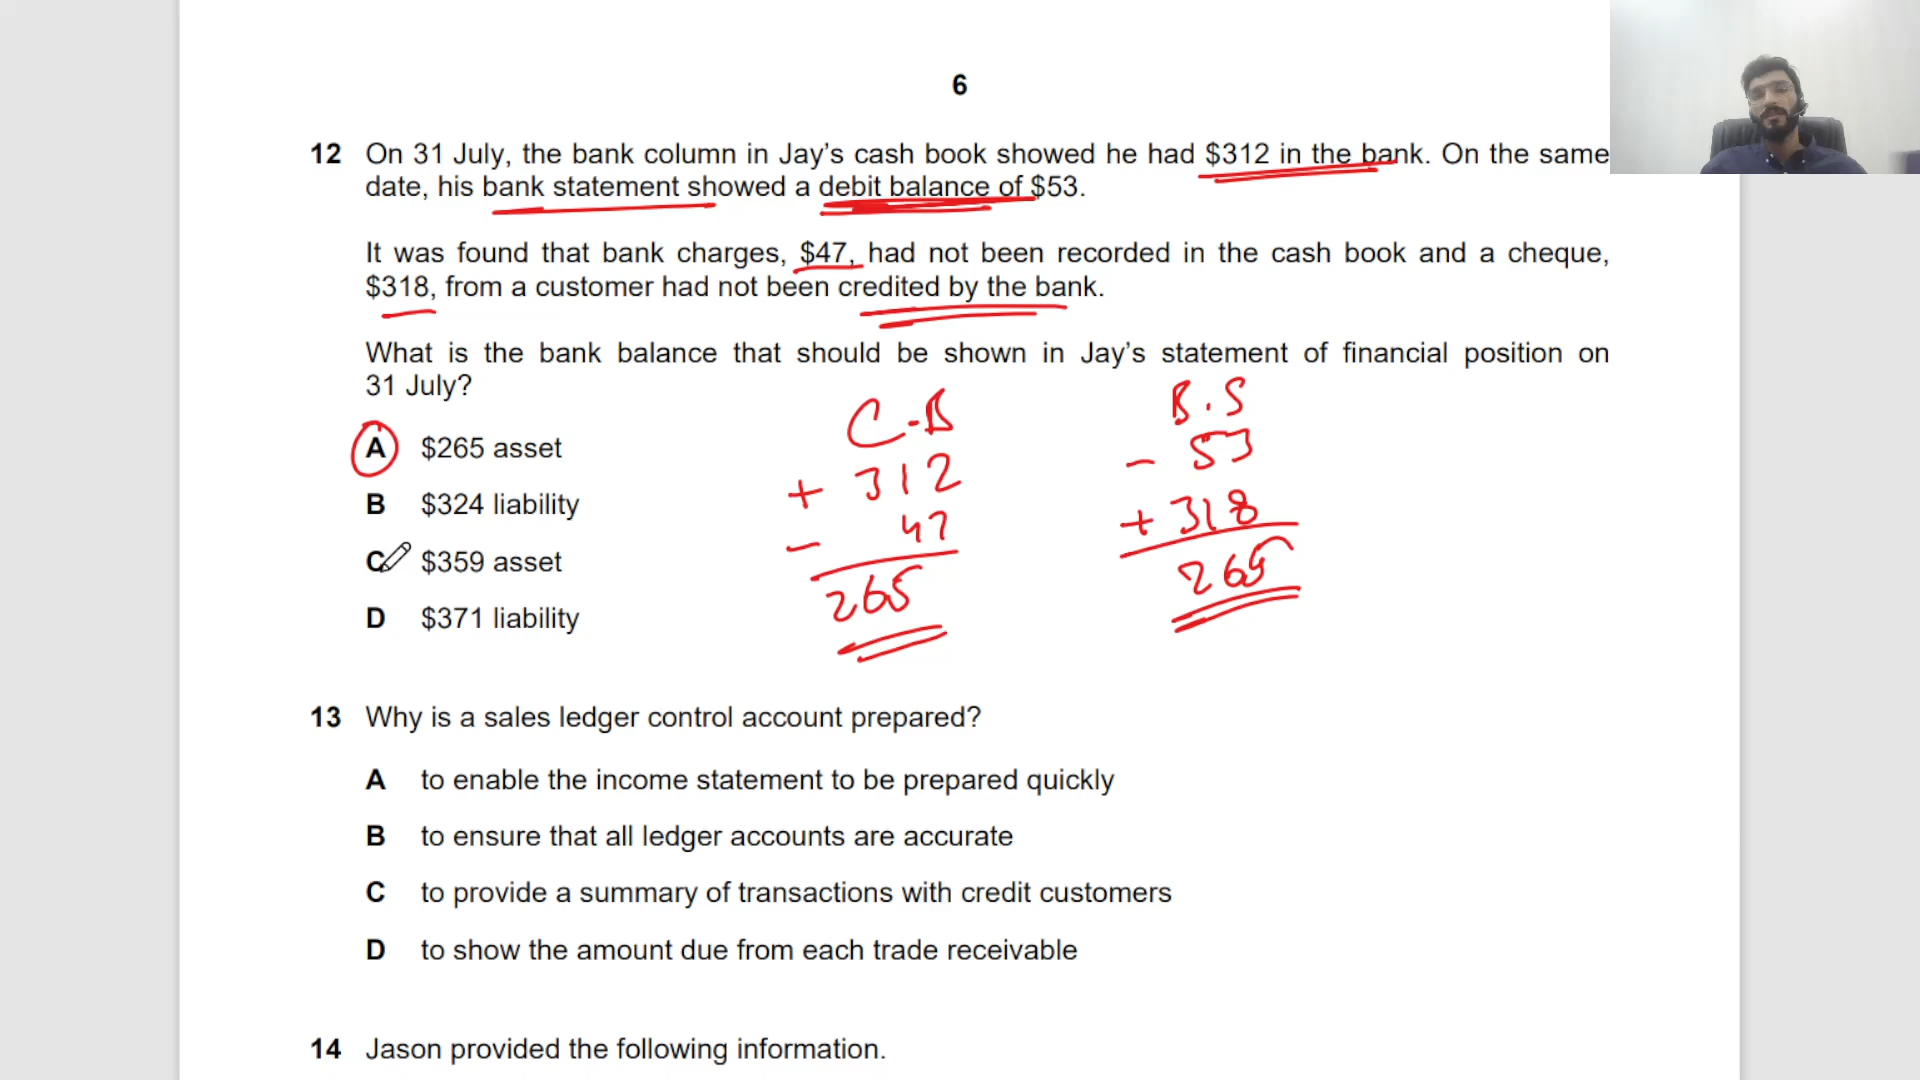 6
12 On 31 July, the bank column in Jay's cash book showed he had $312 in the bank. On the same
date, his bank statement showed a debit balance of $53.
It was found that bank charges, $47, had not been recorded in the cash book and a cheque,
$318, from a customer had not been credited by the bank.
What is the bank balance that should be shown in Jay's statement of financial position on
31 July?
A $265 asset
B $324 liability
C $359 asset
D $371 liability
C-B
+ 312
- 47
265
B.S
- 53
+ 318
265
13 Why is a sales ledger control account prepared?
A to enable the income statement to be prepared quickly
B to ensure that all ledger accounts are accurate
C to provide a summary of transactions with credit customers
D to show the amount due from each trade receivable
14 Jason provided the following information.